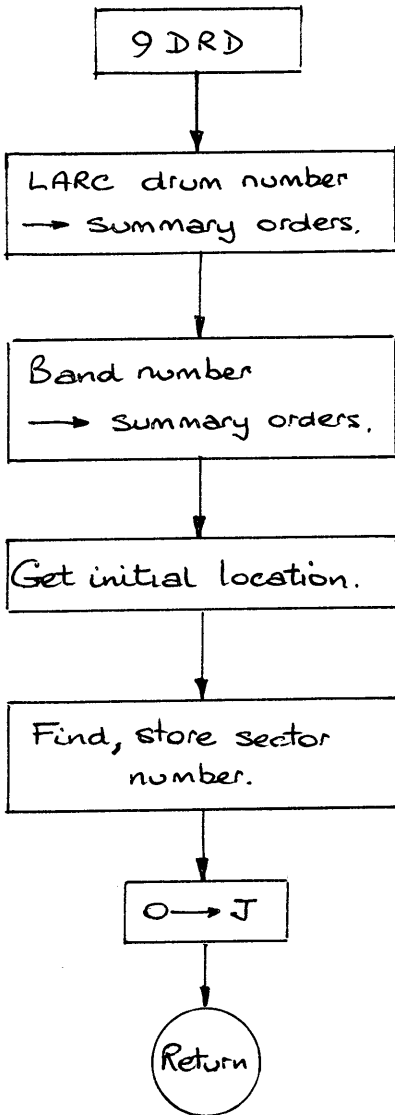 9 DRD
LARC drum number
→ summary orders.
Band number
→ summary orders.
Get initial location.
Find, store sector
number.
O → J
Return